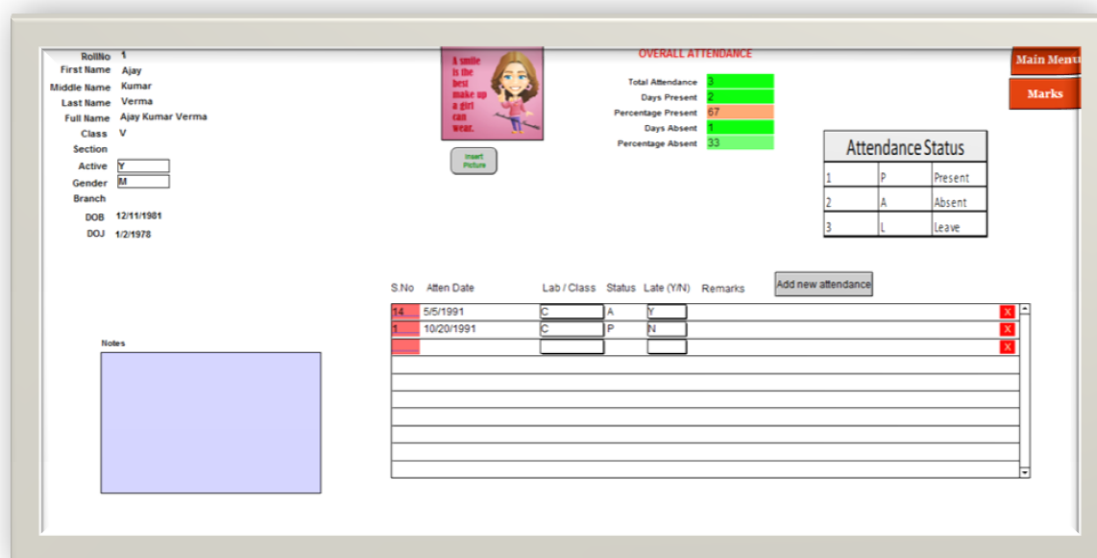 RollNo 1
First Name Ajay
Middle Name Kumar
Last Name Verma
Full Name Ajay Kumar Verma
Class V
Section
Active Y
Gender M
Branch
DOB 12/11/1981
DOJ 1/2/1978
A smile
is the
best
make up
a girl
can
wear.
Insert
Picture
OVERALL ATTENDANCE
Total Attendance 3
Days Present 2
Percentage Present 67
Days Absent 1
Percentage Absent 33
Main Menu
Marks
Attendance Status
1 P Present
2 A Absent
3 L Leave
S.No Atten Date Lab / Class Status Late (Y/N) Remarks Add new attendance
14 5/5/1991 C A Y X
1 10/20/1991 C P N X
X
Notes